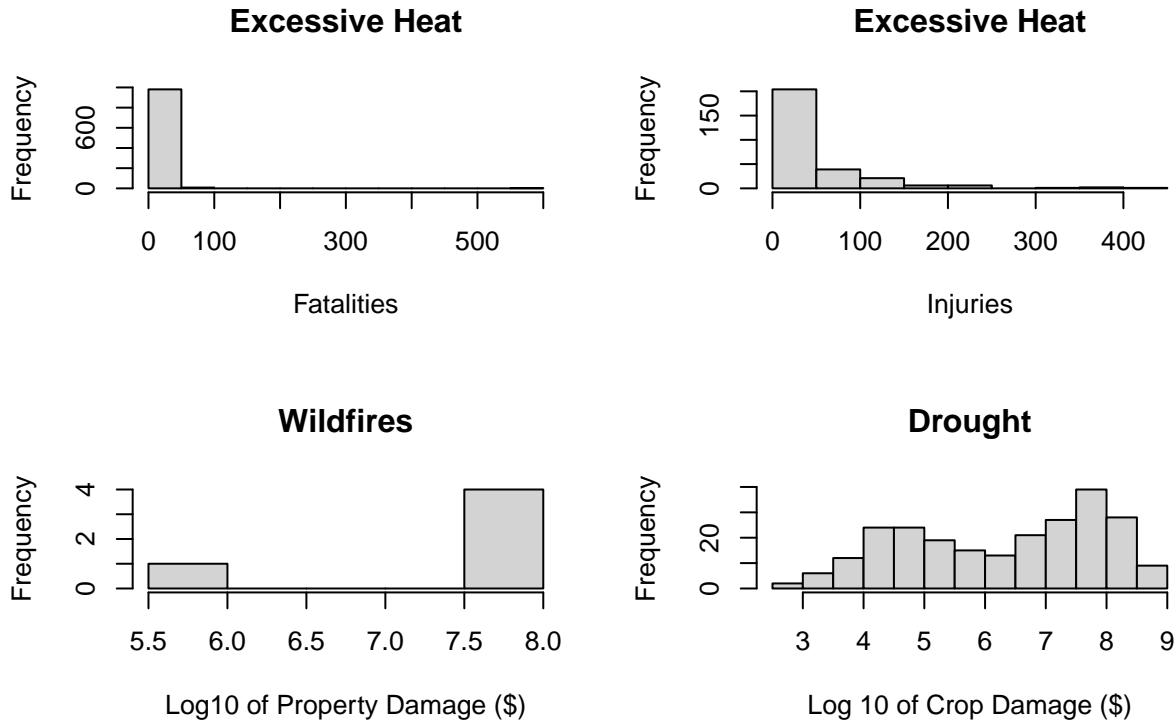 Excessive Heat
Frequency
0 600
0 100 300 500
Fatalities
Excessive Heat
Frequency
0 150
0 100 200 300 400
Injuries
Wildfires
Frequency
0 2 4
5.5 6.0 6.5 7.0 7.5 8.0
Log10 of Property Damage ($)
Drought
Frequency
0 20
3 4 5 6 7 8 9
Log 10 of Crop Damage ($)